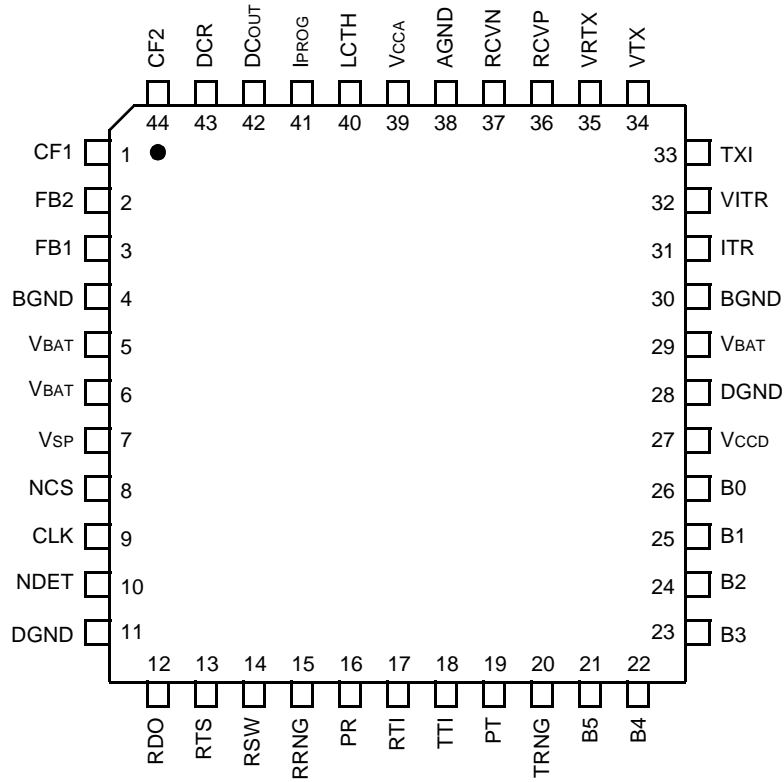 CF2 DCR DCOUT IPROG LCTH VCCA AGND RCVN RCVP VRTX VTX
44 43 42 41 40 39 38 37 36 35 34
CF1 1 33 TXI
FB2 2 32 VITR
FB1 3 31 ITR
BGND 4 30 BGND
VBAT 5 29 VBAT
VBAT 6 28 DGND
VSP 7 27 VCCD
NCS 8 26 B0
CLK 9 25 B1
NDET 10 24 B2
DGND 11 23 B3
12 13 14 15 16 17 18 19 20 21 22
RDO RTS RSW RRNG PR RTI TTI PT TRNG B5 B4